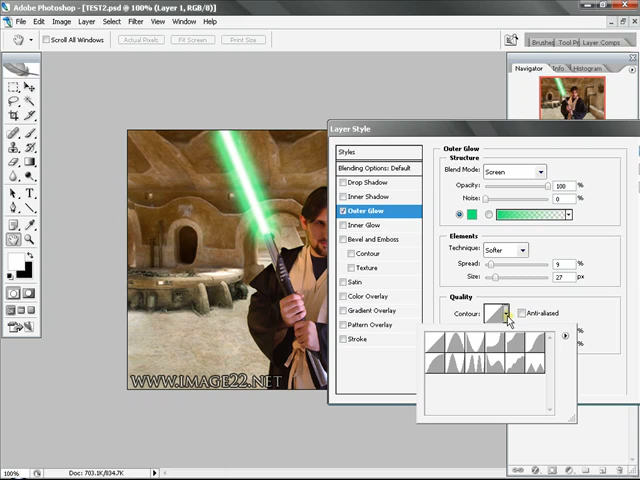 Adobe Photoshop - [TEST2.psd @ 100% (Layer 1, RGB/8)]
File Edit Image Layer Select Filter View Window Help
Scroll All Windows
Actual Pixels
Fit Screen
Print Size
Brushes
Tool Pr
Layer Comps
Navigator
Info
Histogram
Layer Style
Styles
Blending Options: Default
Drop Shadow
Inner Shadow
Outer Glow
Inner Glow
Bevel and Emboss
Contour
Texture
Satin
Color Overlay
Gradient Overlay
Pattern Overlay
Stroke
Outer Glow
Structure
Blend Mode: Screen
Opacity: 100 %
Noise: 0 %
Elements
Technique: Softer
Spread: 9 %
Size: 27 px
Quality
Contour:
Anti-aliased
%
%
WWW.IMAGE22.NET
100%
Doc: 703.1K/834.7K